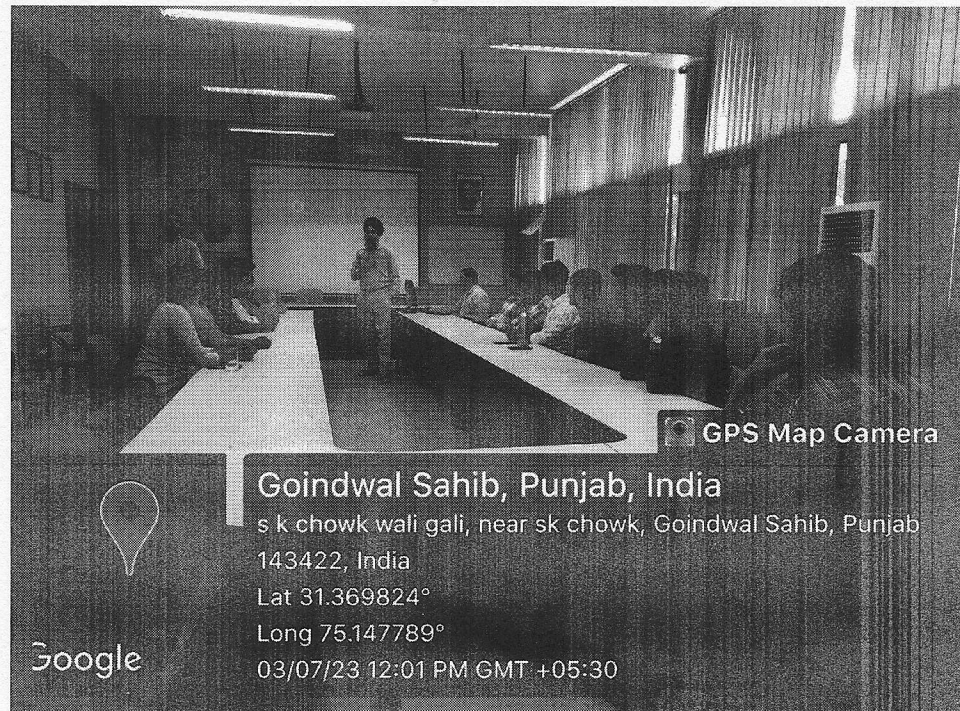 GPS Map Camera
Goindwal Sahib, Punjab, India
s k chowk wali gali, near sk chowk, Goindwal Sahib, Punjab
143422, India
Lat 31.369824°
Long 75.147789°
03/07/23 12:01 PM GMT +05:30
Google